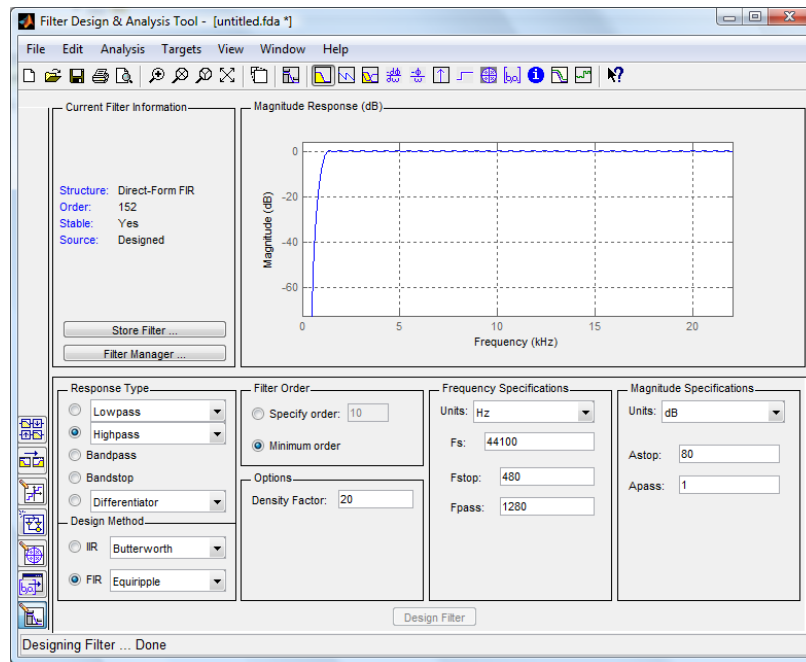 Filter Design & Analysis Tool - [untitled.fda *]
File Edit Analysis Targets View Window Help
Current Filter Information
Structure: Direct-Form FIR
Order: 152
Stable: Yes
Source: Designed
Store Filter ...
Filter Manager ...
Magnitude Response (dB)
Magnitude (dB)
0
-20
-40
-60
0 5 10 15 20
Frequency (kHz)
Response Type
Lowpass
Highpass
Bandpass
Bandstop
Differentiator
Design Method
IIR Butterworth
FIR Equiripple
Filter Order
Specify order: 10
Minimum order
Options
Density Factor: 20
Frequency Specifications
Units: Hz
Fs: 44100
Fstop: 480
Fpass: 1280
Magnitude Specifications
Units: dB
Astop: 80
Apass: 1
Design Filter
Designing Filter ... Done